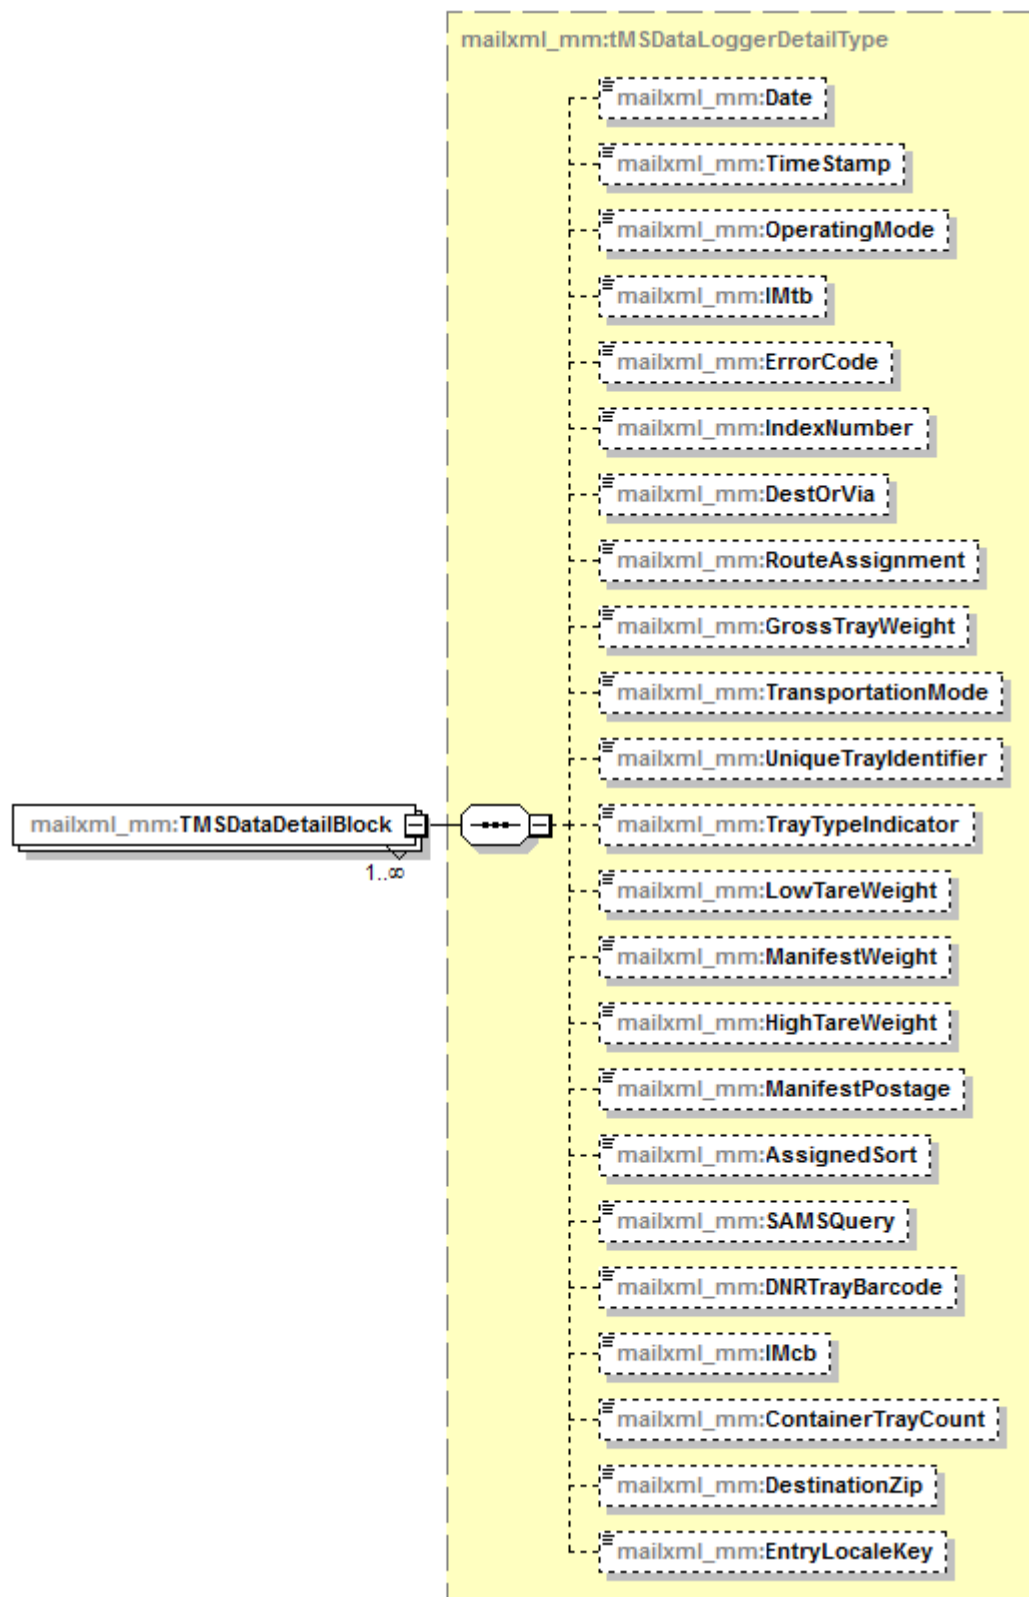 mailxml_mm:tMSDataLoggerDetailType
mailxml_mm:Date
mailxml_mm:TimeStamp
mailxml_mm:OperatingMode
mailxml_mm:IMtb
mailxml_mm:ErrorCode
mailxml_mm:IndexNumber
mailxml_mm:DestOrVia
mailxml_mm:RouteAssignment
mailxml_mm:GrossTrayWeight
mailxml_mm:TransportationMode
mailxml_mm:UniqueTrayIdentifier
mailxml_mm:TMSDataDetailBlock
1..∞
mailxml_mm:TrayTypeIndicator
mailxml_mm:LowTareWeight
mailxml_mm:ManifestWeight
mailxml_mm:HighTareWeight
mailxml_mm:ManifestPostage
mailxml_mm:AssignedSort
mailxml_mm:SAMSQuery
mailxml_mm:DNRTrayBarcode
mailxml_mm:IMcb
mailxml_mm:ContainerTrayCount
mailxml_mm:DestinationZip
mailxml_mm:EntryLocaleKey